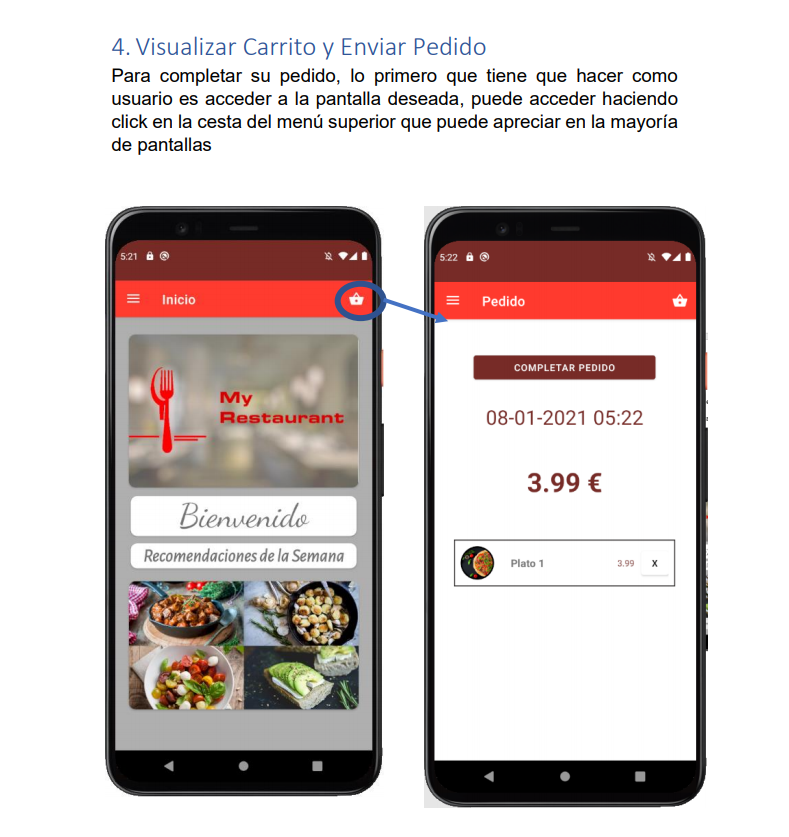 4. Visualizar Carrito y Enviar Pedido
Para completar su pedido, lo primero que tiene que hacer como
usuario es acceder a la pantalla deseada, puede acceder haciendo
click en la cesta del menú superior que puede apreciar en la mayoría
de pantallas
5:21
Inicio
My
Restaurant
Bienvenido
Recomendaciones de la Semana
5:22
Pedido
COMPLETAR PEDIDO
08-01-2021 05:22
3.99 €
Plato 1 3.99 X